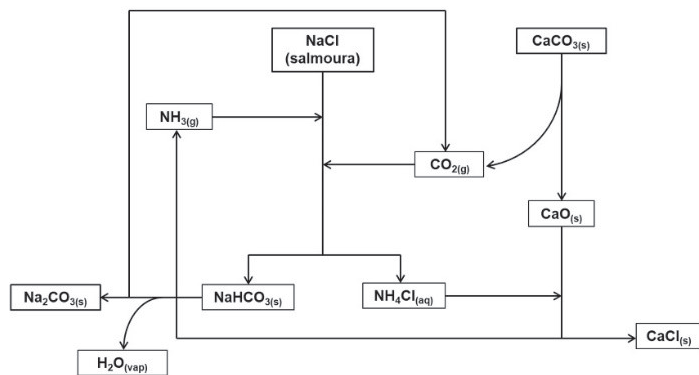 NaCl
(salmoura)
CaCO₃(s)
NH₃(g)
CO₂(g)
CaO(s)
Na₂CO₃(s)
NaHCO₃(s)
NH₄Cl(aq)
CaCl(s)
H₂O(vap)